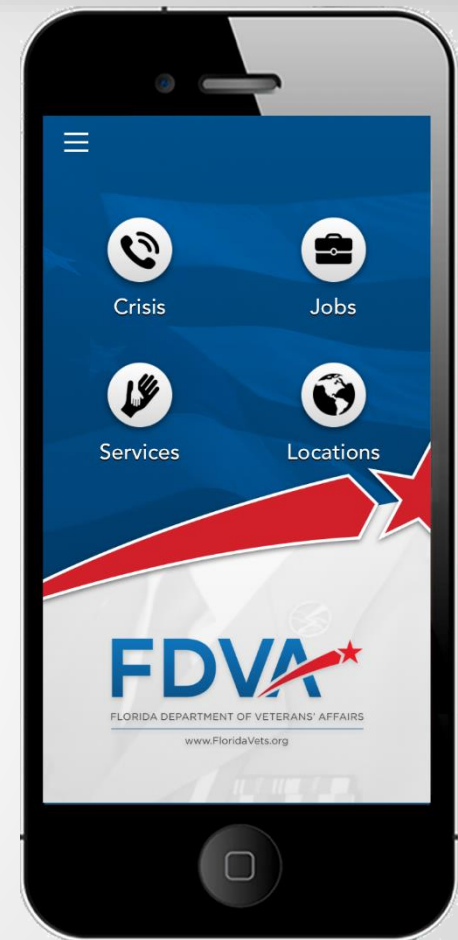 Crisis
Jobs
Services
Locations
FDVA
FLORIDA DEPARTMENT OF VETERANS' AFFAIRS
www.FloridaVets.org